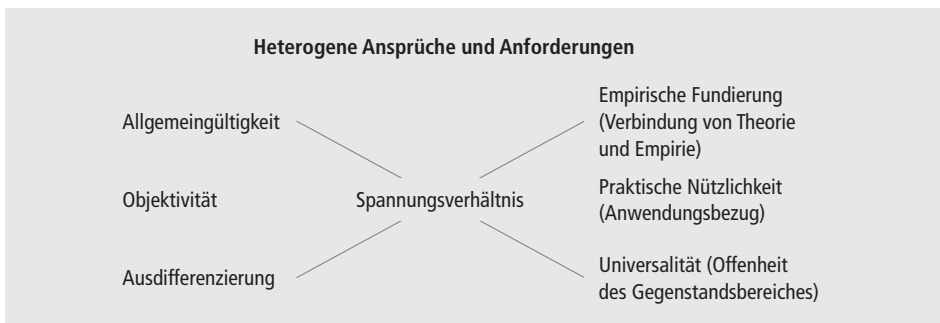 Heterogene Ansprüche und Anforderungen
Allgemeingültigkeit
Empirische Fundierung
(Verbindung von Theorie
und Empirie)
Objektivität
Spannungsverhältnis
Praktische Nützlichkeit
(Anwendungsbezug)
Ausdifferenzierung
Universalität (Offenheit
des Gegenstandsbereiches)